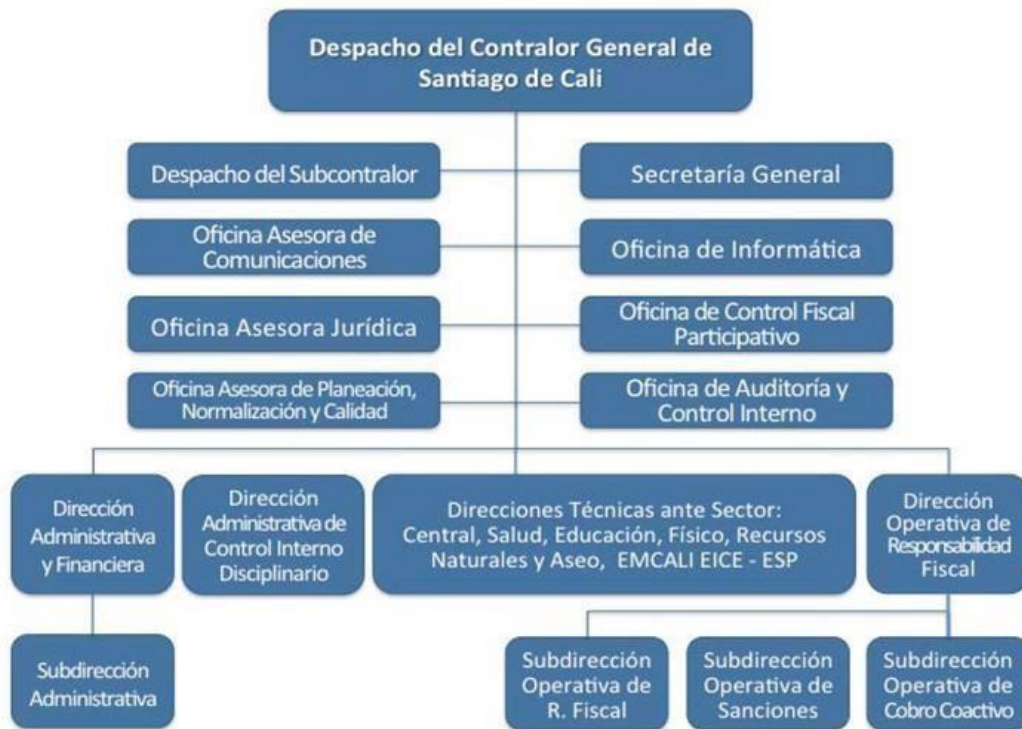 Despacho del Contralor General de
Santiago de Cali
Despacho del Subcontralor
Secretaría General
Oficina Asesora de
Comunicaciones
Oficina de Informática
Oficina Asesora Jurídica
Oficina de Control Fiscal
Participativo
Oficina Asesora de Planeación,
Normalización y Calidad
Oficina de Auditoría y
Control Interno
Dirección
Administrativa
y Financiera
Dirección
Administrativa de
Control Interno
Disciplinario
Direcciones Técnicas ante Sector:
Central, Salud, Educación, Físico, Recursos
Naturales y Aseo, EMCALI EICE - ESP
Dirección
Operativa de
Responsabilidad
Fiscal
Subdirección
Administrativa
Subdirección
Operativa de
R. Fiscal
Subdirección
Operativa de
Sanciones
Subdirección
Operativa de
Cobro Coactivo